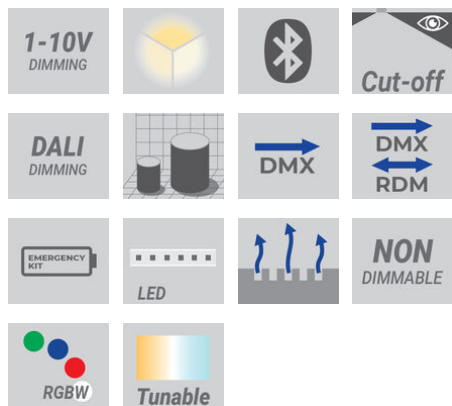 1-10V
DIMMING
Cut-off
DALI
DIMMING
DMX
DMX
RDM
EMERGENCY
KIT
LED
NON
DIMMABLE
RGBW
Tunable